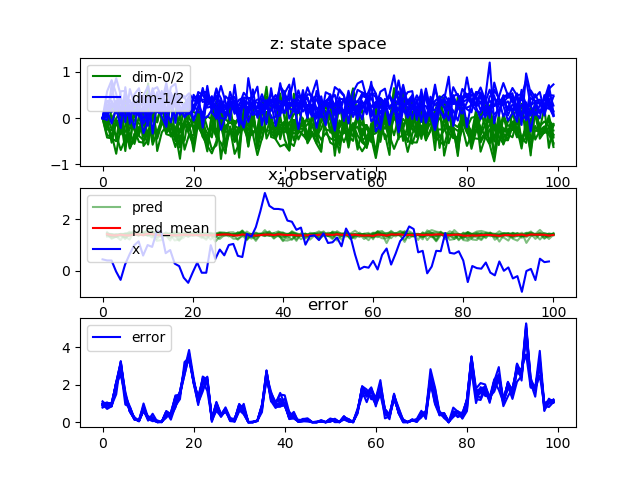 z: state space
1
0
−1
dim-0/2
dim-1/2
0 20 40 60 80 100
x: observation
2
0
pred
pred_mean
x
0 20 40 60 80 100
error
4
2
0
error
0 20 40 60 80 100